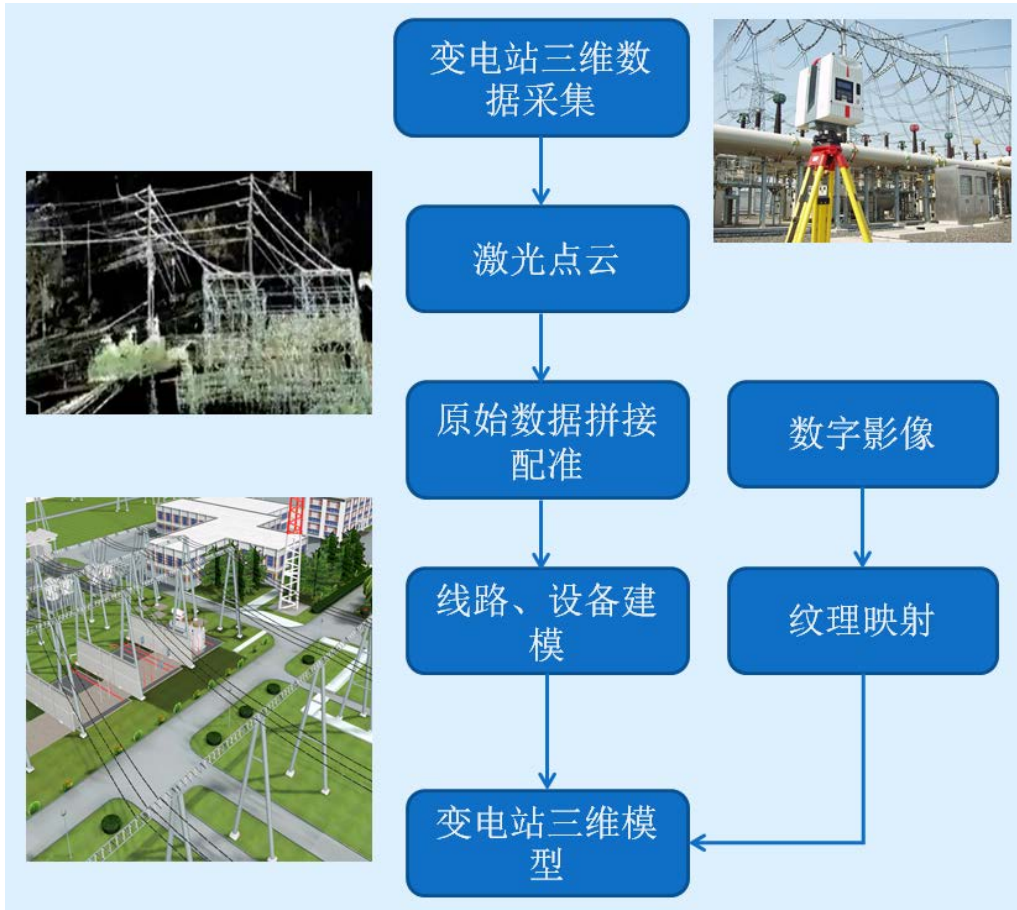 变电站三维数
据采集
激光点云
原始数据拼接
配准
数字影像
线路、设备建
模
纹理映射
变电站三维模
型